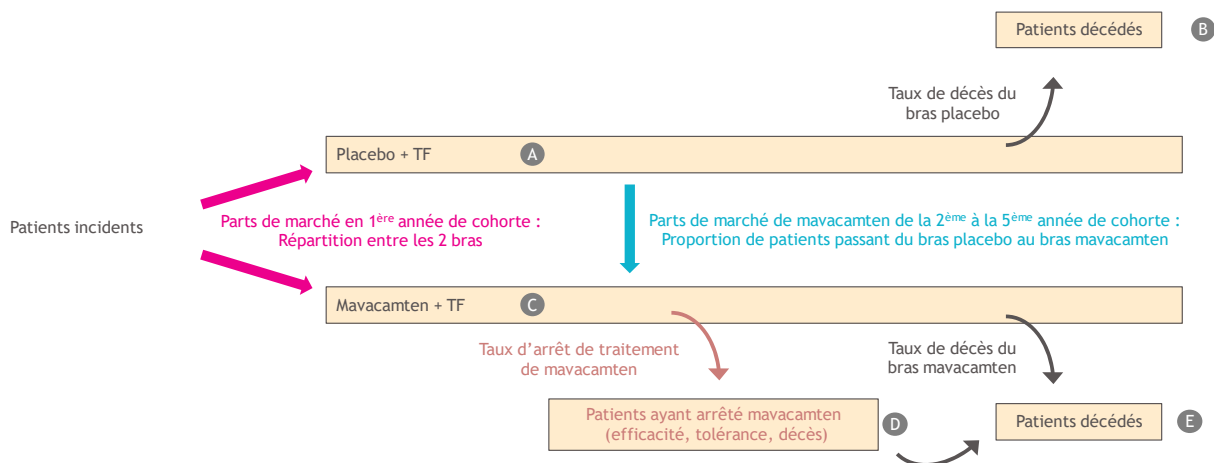 Patients décédés
B
Taux de décès du
bras placebo
Placebo + TF
A
Patients incidents
Parts de marché en 1ère année de cohorte :
Répartition entre les 2 bras
Parts de marché de mavacamten de la 2ème à la 5ème année de cohorte :
Proportion de patients passant du bras placebo au bras mavacamten
Mavacamten + TF
C
Taux d’arrêt de traitement
de mavacamten
Taux de décès du
bras mavacamten
Patients ayant arrêté mavacamten
(efficacité, tolérance, décès)
D
Patients décédés
E